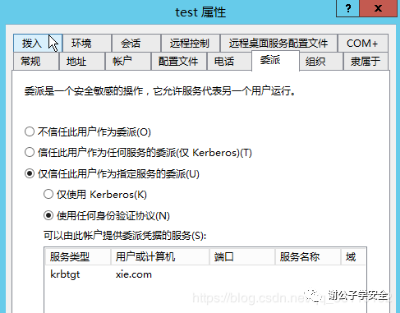 test 属性
?
拨入 环境 会话 远程控制 远程桌面服务配置文件 COM+
常规 地址 帐户 配置文件 电话 委派 组织 隶属于
委派是一个安全敏感的操作，它允许服务代表另一个用户运行。
不信任此用户作为委派(O)
信任此用户作为任何服务的委派(仅 Kerberos)(T)
仅信任此用户作为指定服务的委派(U)
仅使用 Kerberos(K)
使用任何身份验证协议(N)
可以由此帐户提供委派凭据的服务(S):
服务类型 用户或计算机 端口 服务名称 域
krbtgt xie.com
https://blog.csdn.net/
谢公子学安全